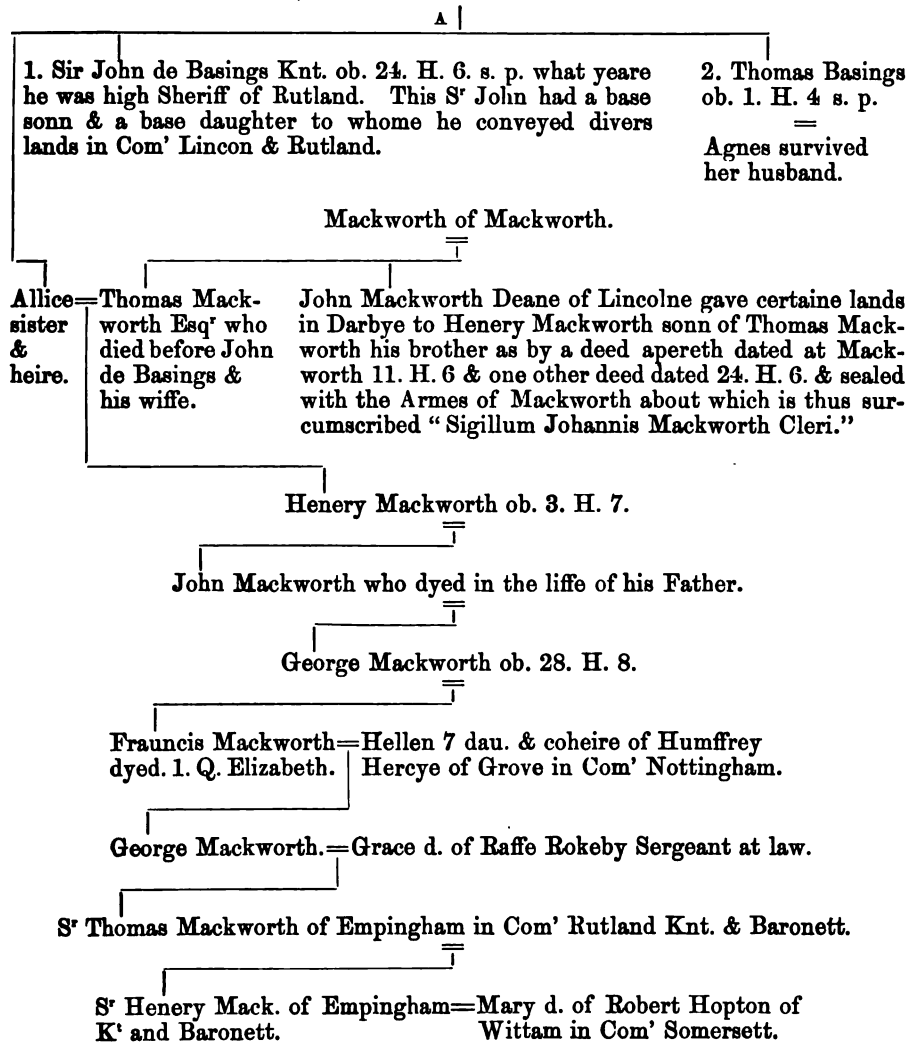 A
1. Sir John de Basings Knt. ob. 24. H. 6. s. p. what yeare
he was high Sheriff of Rutland. This Sʳ John had a base
sonn & a base daughter to whome he conveyed divers
lands in Com’ Lincon & Rutland.
2. Thomas Basings
ob. 1. H. 4 s. p.
=
Agnes survived
her husband.
Mackworth of Mackworth.
=
Allice=Thomas Mack-
sister worth Esqʳ who
& died before John
heire. de Basings &
his wiffe.
John Mackworth Deane of Lincolne gave certaine lands
in Darbye to Henery Mackworth sonn of Thomas Mack-
worth his brother as by a deed apereth dated at Mack-
worth 11. H. 6 & one other deed dated 24. H. 6. & sealed
with the Armes of Mackworth about which is thus sur-
cumscribed “Sigillum Johannis Mackworth Cleri.”
Henery Mackworth ob. 3. H. 7.
=
John Mackworth who dyed in the liffe of his Father.
=
George Mackworth ob. 28. H. 8.
=
Frauncis Mackworth=Hellen 7 dau. & coheire of Humffrey
dyed. 1. Q. Elizabeth. Hercye of Grove in Com’ Nottingham.
George Mackworth.=Grace d. of Raffe Rokeby Sergeant at law.
Sʳ Thomas Mackworth of Empingham in Com’ Rutland Knt. & Baronett.
=
Sʳ Henery Mack. of Empingham=Mary d. of Robert Hopton of
Kᵗ and Baronett. Wittam in Com’ Somersett.